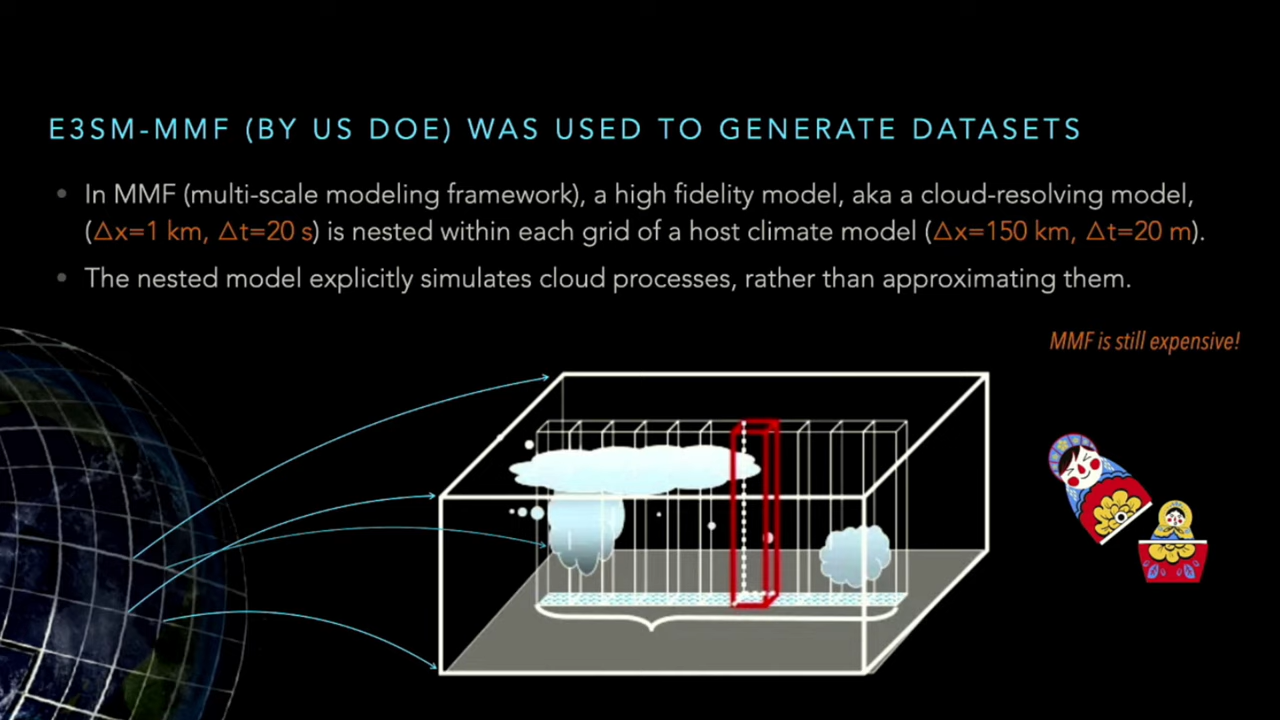 E3SM-MMF (BY US DOE) WAS USED TO GENERATE DATASETS
• In MMF (multi-scale modeling framework), a high fidelity model, aka a cloud-resolving model,
(Δx=1 km, Δt=20 s) is nested within each grid of a host climate model (Δx=150 km, Δt=20 m).
• The nested model explicitly simulates cloud processes, rather than approximating them.
MMF is still expensive!